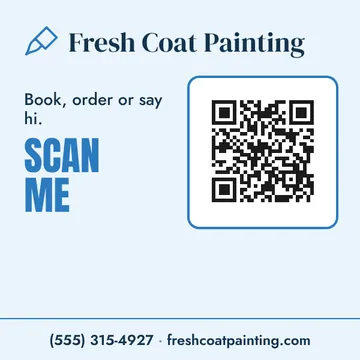 Fresh Coat Painting
Book, order or say
hi.
SCAN
ME
(555) 315-4927 · freshcoatpainting.com